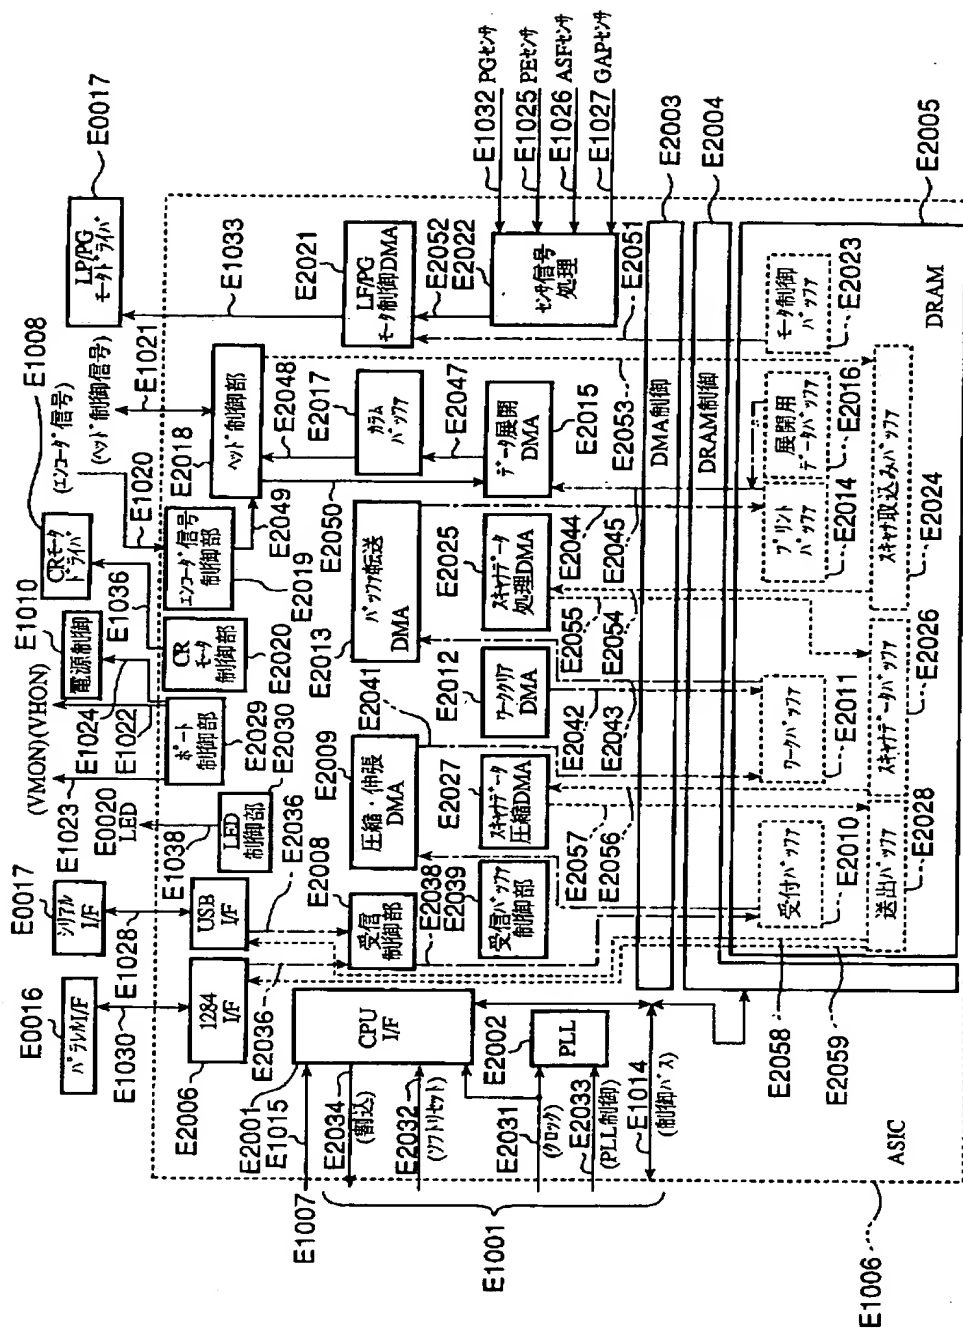 E0016
パラレルI/F
E1030
E0017
シリアル
I/F
E1028
E0020
LED
E1038
E1023
(VMON)(VHON)
E1024
E1022
E1010
電源制御
E1036
E1008
CRモータ
ドライバ
(エンコーダ信号)
E1020
(ヘッド制御信号)
E1021
E0017
LP/PG
モータドライバ
E1033
E2006
1284
I/F
USB
I/F
LED
制御部
E2030
ポート
制御部
E2029
CR
モータ
制御部
E2020
エンコーダ信号
制御部
E2019
E2018
ヘッド制御部
E2049
E2050
E2048
E2017
カラム
バッファ
E2047
E2021
LF/PG
モータ制御DMA
E2052
E2022
センサ信号
処理
E1032 PGセンサ
E1025 PEセンサ
E1026 ASFセンサ
E1027 GAPセンサ
E2051
E2036
E2036
E2008
受信
制御部
E2038
E2039
受信バッファ
制御部
E2009
圧縮・伸張
DMA
E2041
E2027
スキャナデータ
圧縮DMA
E2057
E2056
E2012
ワーククリア
DMA
E2042
E2043
E2013
バッファ転送
DMA
E2025
スキャナデータ
処理DMA
E2055
E2054
E2044
E2045
データ展開
DMA
E2015
E2053
E1007
E2001
E1015
CPU
I/F
E2034
(割込)
E2032
(ソフトリセット)
E2002
PLL
E2031
(クロック)
E2033
(PLL制御)
E1014
(制御バス)
E1001
DMA制御
E2003
DRAM制御
E2004
E2005
DRAM
受付バッファ
E2010
ワークバッファ
E2011
プリント
バッファ
E2014
展開用
データバッファ
E2016
モータ制御
バッファ
E2023
送出バッファ
E2028
スキャナデータバッファ
E2026
スキャナ取込みバッファ
E2024
E2058
E2059
ASIC
E1006